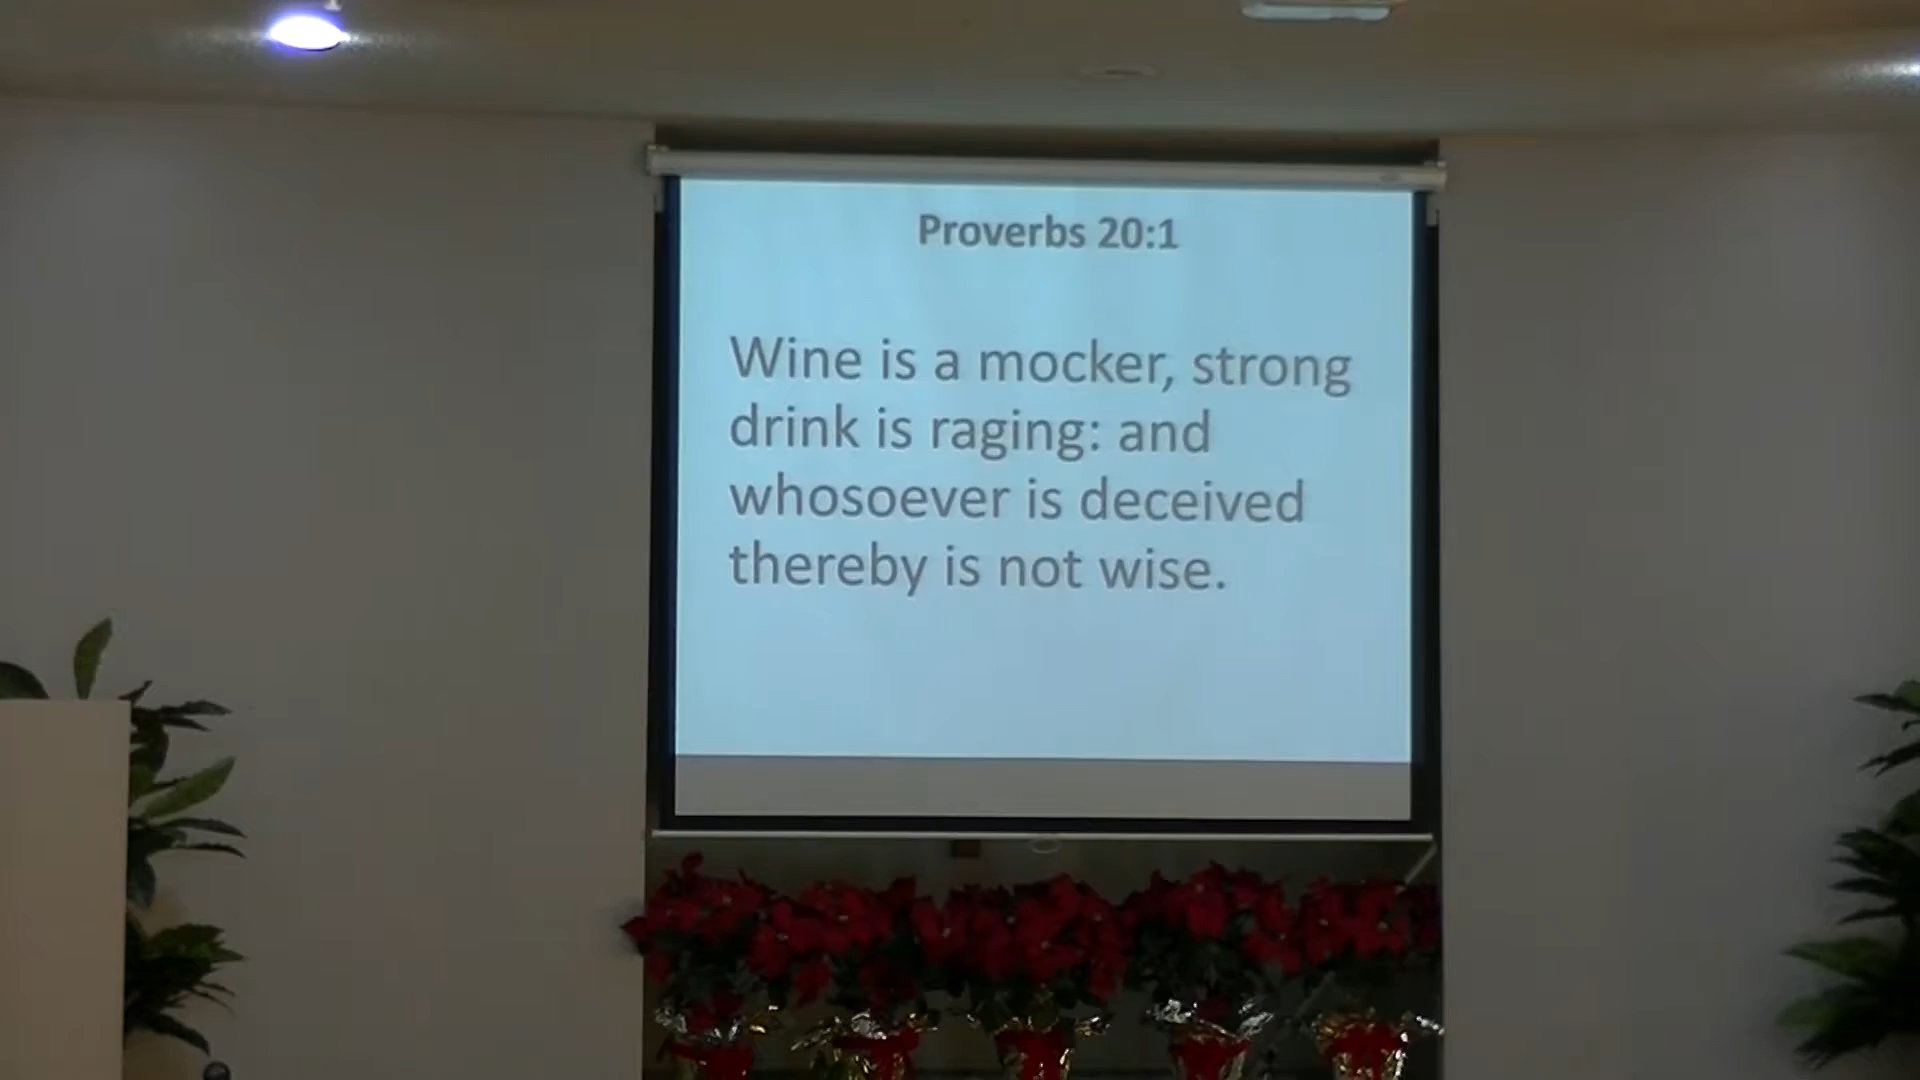 Proverbs 20:1
Wine is a mocker, strong
drink is raging: and
whosoever is deceived
thereby is not wise.